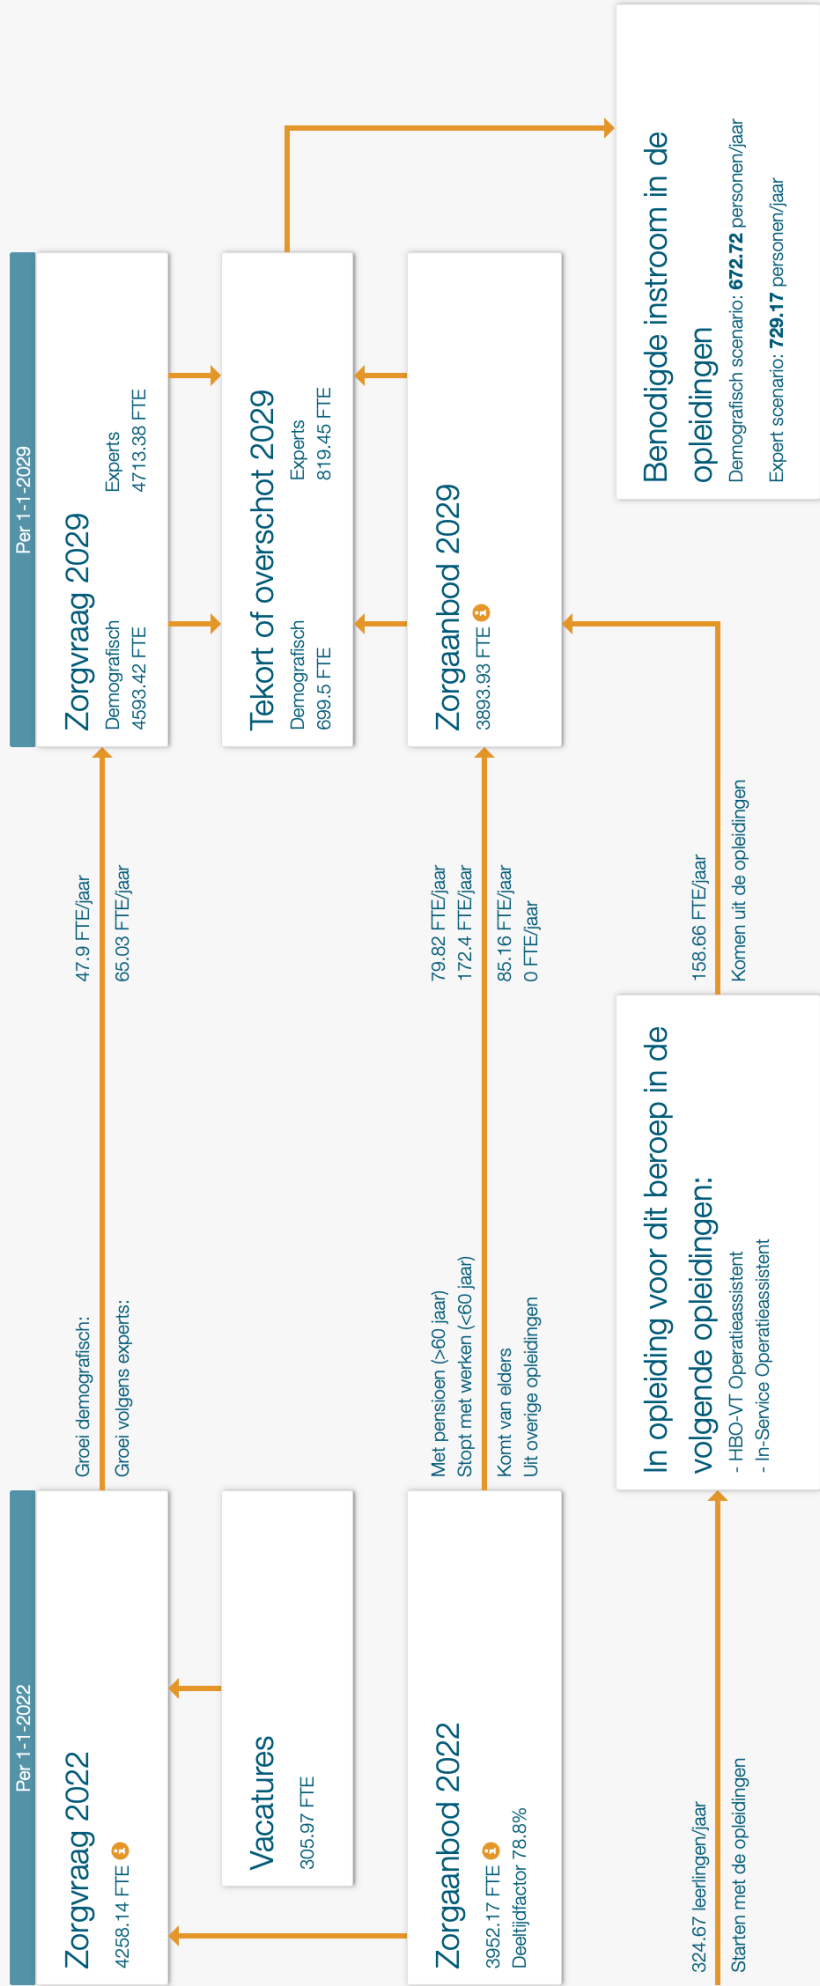 Per 1-1-2022
Zorgvraag 2022
4258.14 FTE
Vacatures
305.97 FTE
Zorgaanbod 2022
3952.17 FTE
Deeltijdfactor 78.8%
324.67 leerlingen/jaar
Starten met de opleidingen
Groei demografisch:
47.9 FTE/jaar
Groei volgens experts:
65.03 FTE/jaar
Met pensioen (>60 jaar)
79.82 FTE/jaar
Stopt met werken (<60 jaar)
172.4 FTE/jaar
Komt van elders
85.16 FTE/jaar
Uit overige opleidingen
0 FTE/jaar
In opleiding voor dit beroep in de
volgende opleidingen:
- HBO-VT Operatieassistent
- In-Service Operatieassistent
158.66 FTE/jaar
Komen uit de opleidingen
Per 1-1-2029
Zorgvraag 2029
Demografisch
4593.42 FTE
Experts
4713.38 FTE
Tekort of overschot 2029
Demografisch
699.5 FTE
Experts
819.45 FTE
Zorgaanbod 2029
3893.93 FTE
Benodigde instroom in de
opleidingen
Demografisch scenario: 672.72 personen/jaar
Expert scenario: 729.17 personen/jaar